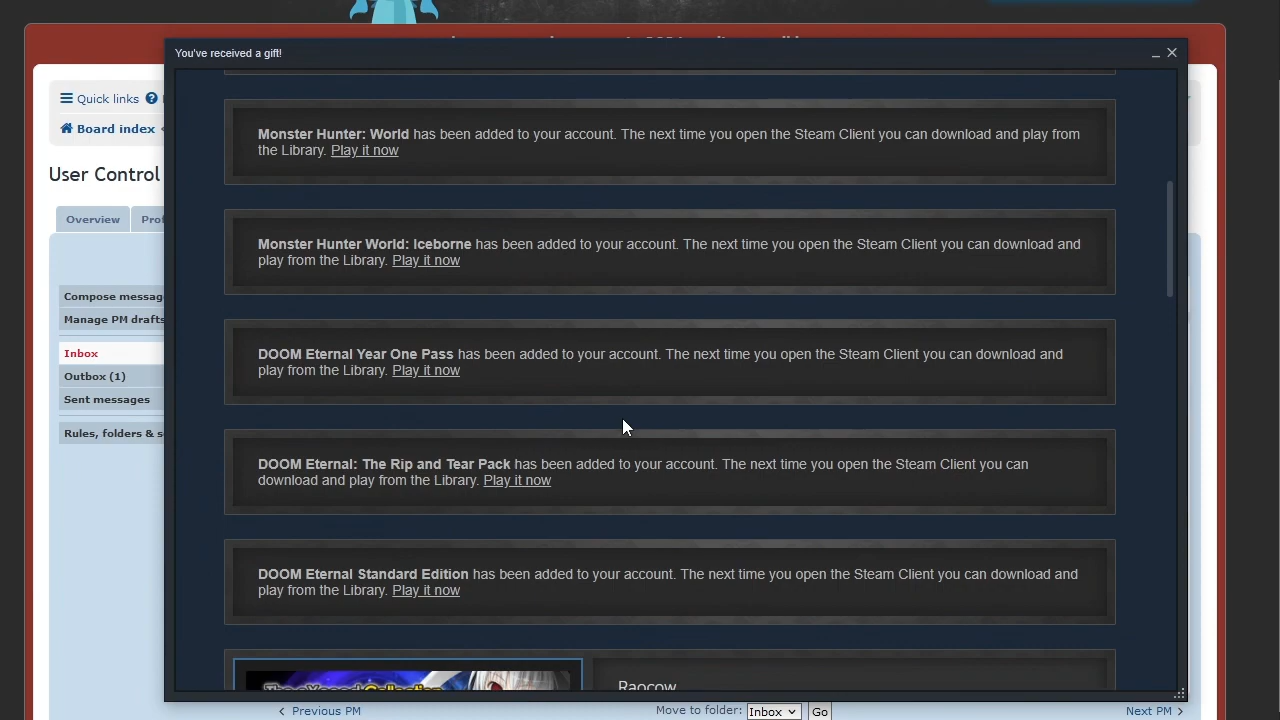 You've received a gift!
Quick links
Board index
User Control
Overview
Monster Hunter: World has been added to your account. The next time you open the Steam Client you can download and play from
the Library. Play it now
Monster Hunter World: Iceborne has been added to your account. The next time you open the Steam Client you can download and
play from the Library. Play it now
Compose messag
Manage PM drafts
Inbox
Outbox (1)
Sent messages
Rules, folders & s
DOOM Eternal Year One Pass has been added to your account. The next time you open the Steam Client you can download and
play from the Library. Play it now
DOOM Eternal: The Rip and Tear Pack has been added to your account. The next time you open the Steam Client you can
download and play from the Library. Play it now
DOOM Eternal Standard Edition has been added to your account. The next time you open the Steam Client you can download and
play from the Library. Play it now
Raocow
Previous PM
Move to folder: Inbox Go
Next PM